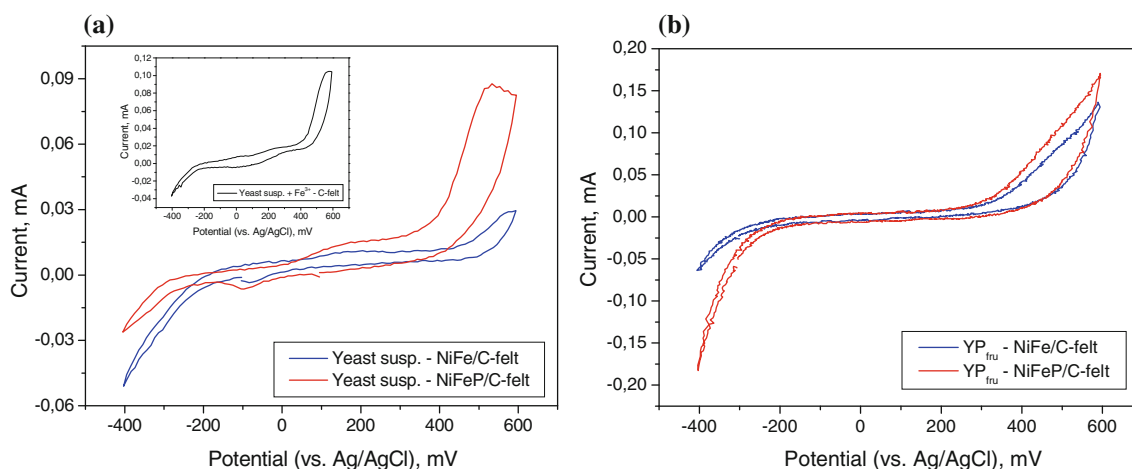 (a)
0,09
0,06
0,03
0,00
-0,03
-0,06
Current, mA
-400 -200 0 200 400 600
Potential (vs. Ag/AgCl), mV
Yeast susp. - NiFe/C-felt
Yeast susp. - NiFeP/C-felt
0,12
0,10
0,08
0,06
0,04
0,02
0,00
-0,02
-0,04
Current, mA
Yeast susp. + Fe³⁺ - C-felt
-400 -200 0 200 400 600
Potential (vs. Ag/AgCl), mV
(b)
0,20
0,15
0,10
0,05
0,00
-0,05
-0,10
-0,15
-0,20
Current, mA
YP_fru - NiFe/C-felt
YP_fru - NiFeP/C-felt
-400 -200 0 200 400 600
Potential (vs. Ag/AgCl), mV